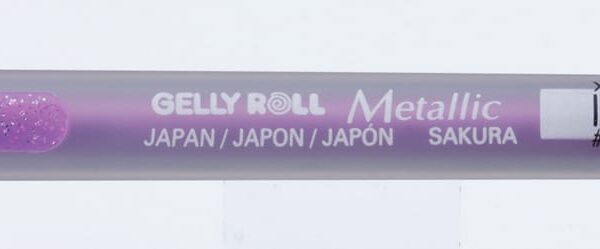 GELLY ROLL Metallic
JAPAN / JAPON / JAPÓN SAKURA